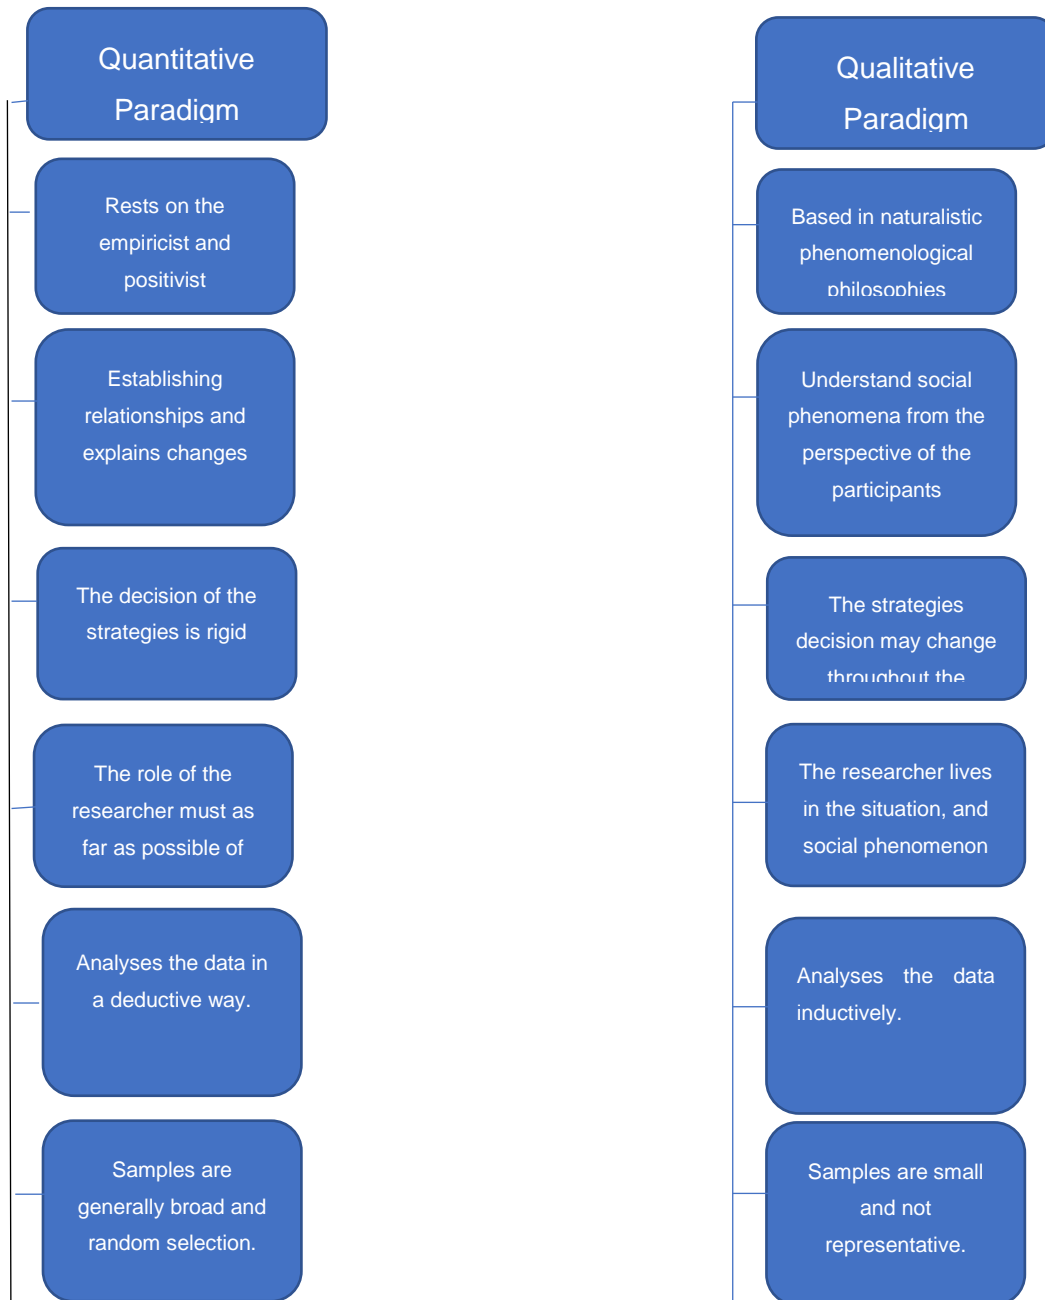 Quantitative
Paradigm
Rests on the
empiricist and
positivist
Establishing
relationships and
explains changes
The decision of the
strategies is rigid
The role of the
researcher must as
far as possible of
Analyses the data in
a deductive way.
Samples are
generally broad and
random selection.
Qualitative
Paradigm
Based in naturalistic
phenomenological
philosophies
Understand social
phenomena from the
perspective of the
participants
The strategies
decision may change
throughout the
The researcher lives
in the situation, and
social phenomenon
Analyses the data
inductively.
Samples are small
and not
representative.